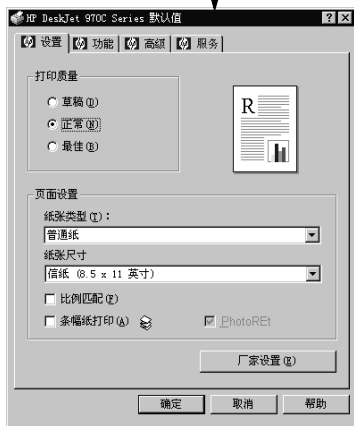 HP DeskJet 970C Series 默认值
设置 功能 高级 服务
打印质量
草稿(D)
正常(N)
最佳(B)
R
页面设置
纸张类型(T):
普通纸
纸张尺寸
信纸 (8.5 x 11 英寸)
比例匹配(F)
条幅纸打印(A) PhotoREt
厂家设置(E)
确定 取消 帮助